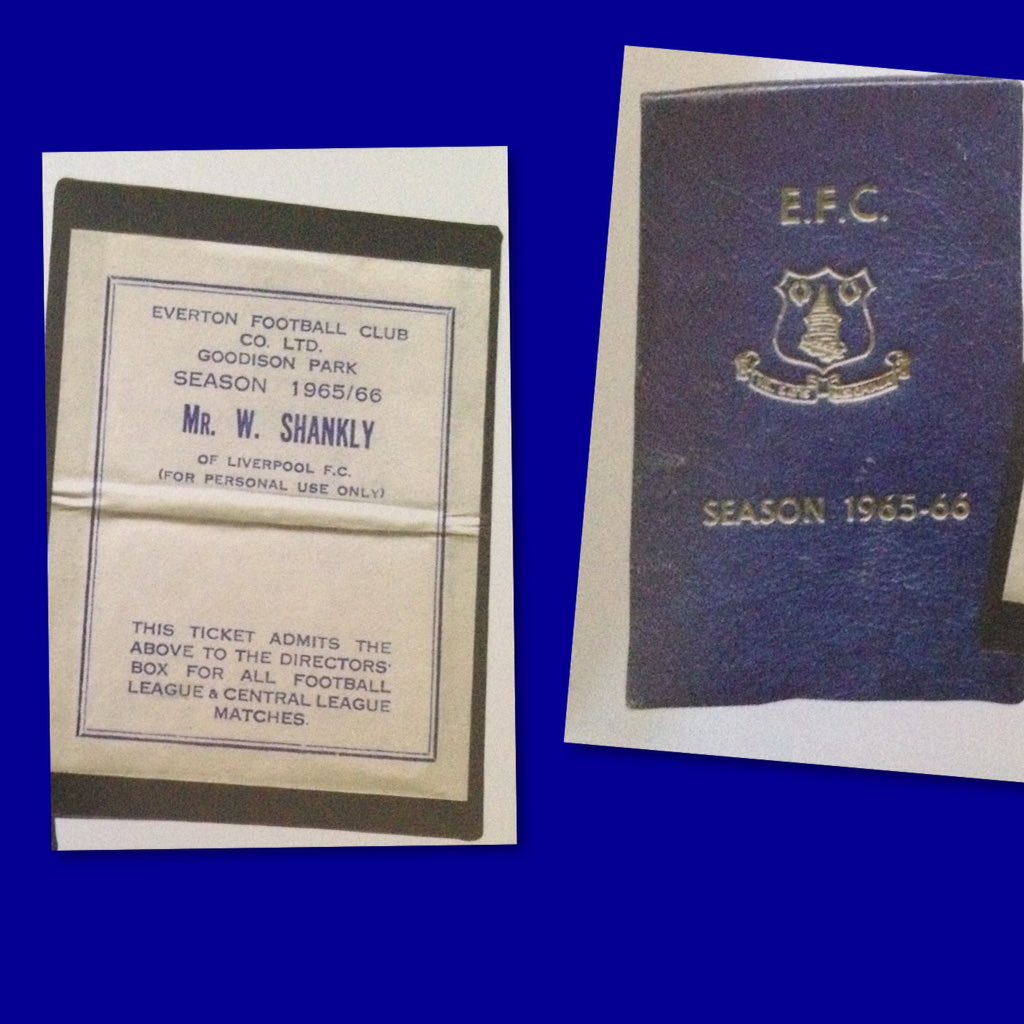 EVERTON FOOTBALL CLUB
CO. LTD.
GOODISON PARK
SEASON 1965/66
MR. W. SHANKLY
OF LIVERPOOL F.C.
(FOR PERSONAL USE ONLY)
THIS TICKET ADMITS THE
ABOVE TO THE DIRECTORS'
BOX FOR ALL FOOTBALL
LEAGUE & CENTRAL LEAGUE
MATCHES.
E.F.C.
SEASON 1965-66